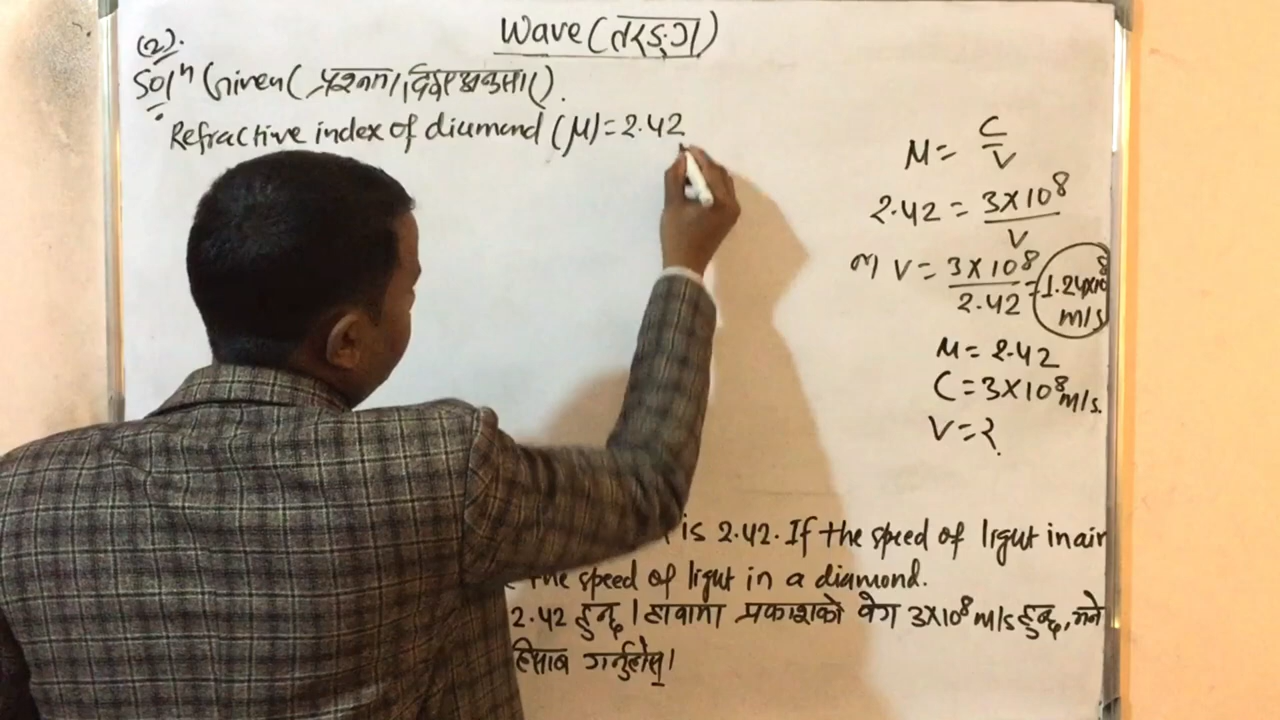 Wave (तरङ्ग)
(2).
Solⁿ Given (प्रश्नमा दिइए अनुसार).
Refractive index of diamond (μ) = 2.42
μ = C/V
2.42 = 3×10⁸/V
or V = 3×10⁸/2.42 = 1.24×10⁸ m/s
μ = 2.42
C = 3×10⁸ m/s.
V = ?
is 2.42. If the speed of light in air
the speed of light in a diamond.
2.42 हुन्छ । हावामा प्रकाशको वेग 3×10⁸ m/s हुन्छ, भने
हिसाब गर्नुहोस् ।